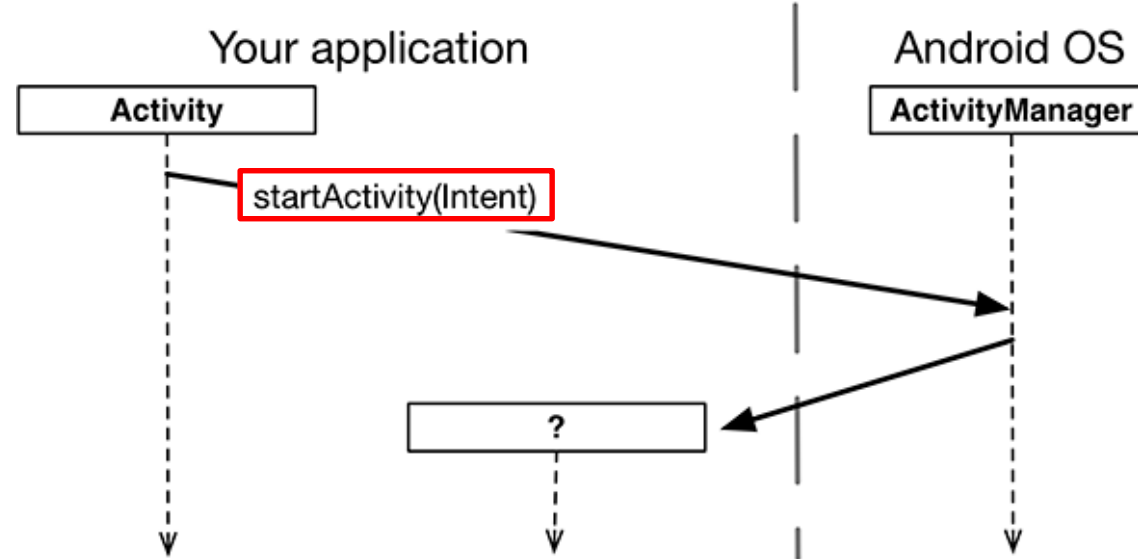 Your application
Android OS
Activity
ActivityManager
startActivity(Intent)
?